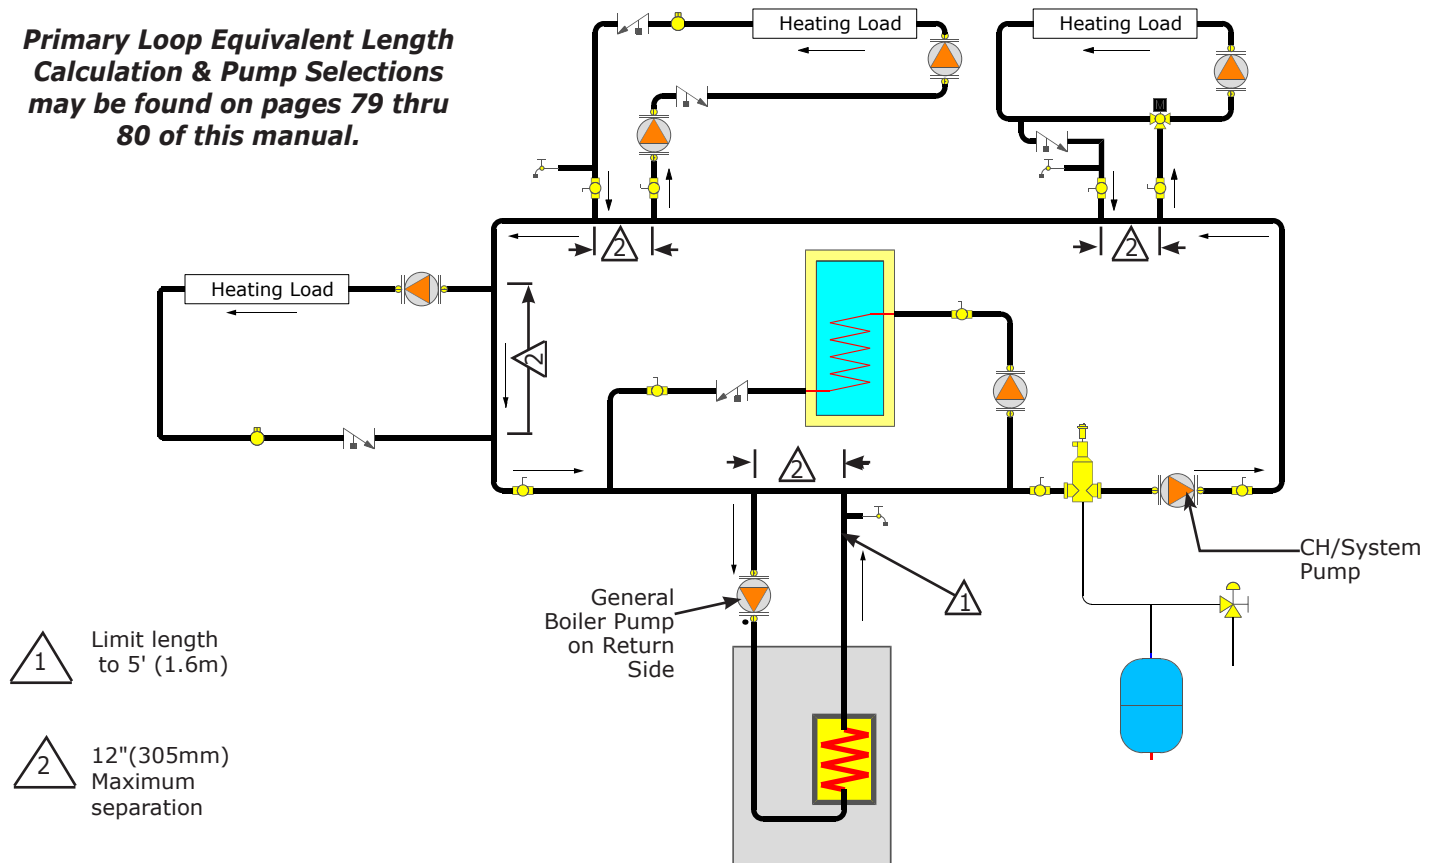 Primary Loop Equivalent Length
Calculation & Pump Selections
may be found on pages 79 thru
80 of this manual.
Heating Load
Heating Load
M
2
2
Heating Load
2
2
CH/System
Pump
General
Boiler Pump
on Return
Side
1
1
Limit length
to 5' (1.6m)
2
12"(305mm)
Maximum
separation